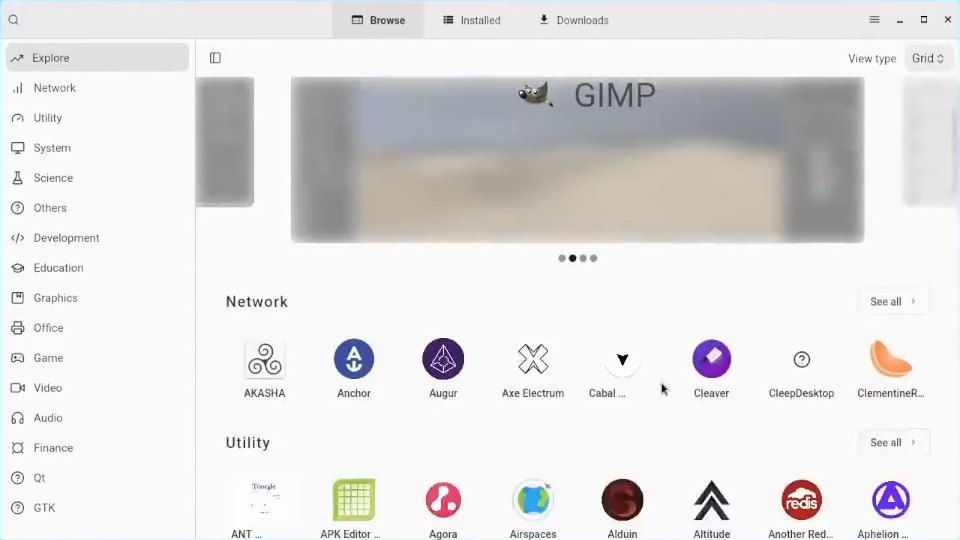 Browse
Installed
Downloads
Explore
Network
Utility
System
Science
Others
Development
Education
Graphics
Office
Game
Video
Audio
Finance
Qt
GTK
View type
Grid
GIMP
Network
See all
AKASHA
Anchor
Augur
Axe Electrum
Cabal ...
Cleaver
CleepDesktop
ClementineR...
Utility
See all
Toregle
redis
ANT ...
APK Editor ...
Agora
Airspaces
Alduin
Altitude
Another Red...
Aphelion ...